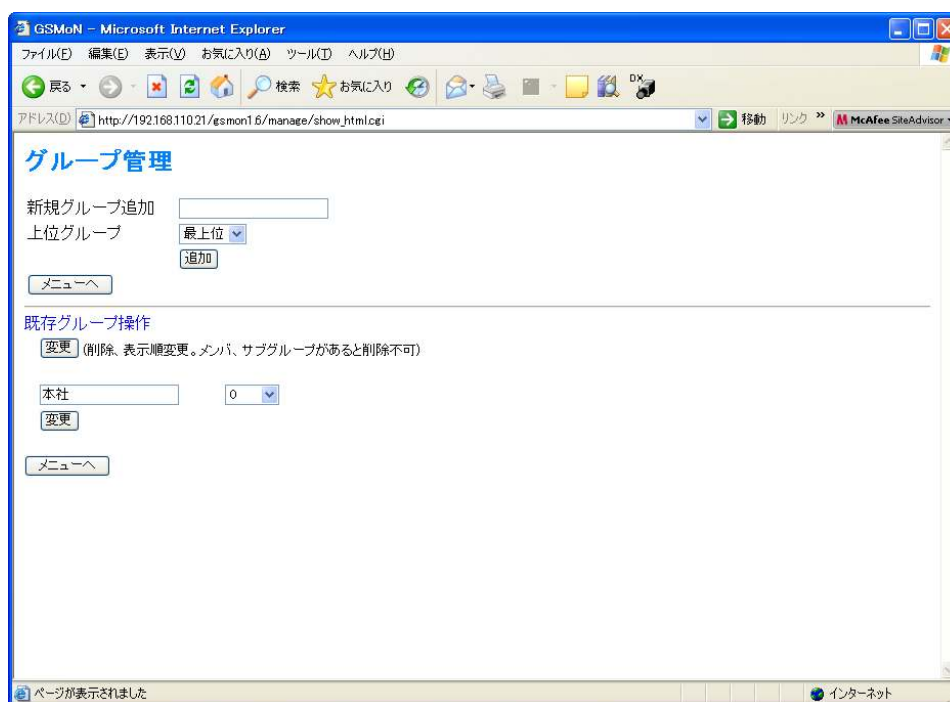 GSMoN - Microsoft Internet Explorer
ファイル(F) 編集(E) 表示(V) お気に入り(A) ツール(T) ヘルプ(H)
戻る 検索 お気に入り DX
アドレス(D) http://192.168.110.21/gsmon1.6/manage/show_html.cgi 移動 リンク » McAfee SiteAdvisor
グループ管理
新規グループ追加
上位グループ 最上位
追加
メニューへ
既存グループ操作
変更 (削除、表示順変更。メンバ、サブグループがあると削除不可)
本社 0
変更
メニューへ
ページが表示されました インターネット